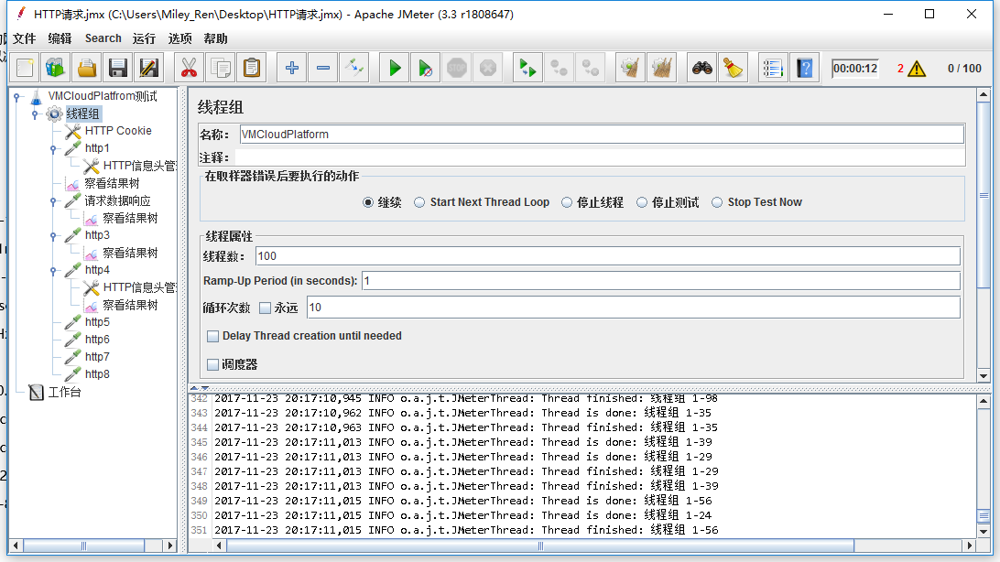 HTTP请求.jmx (C:\Users\Miley_Ren\Desktop\HTTP请求.jmx) - Apache JMeter (3.3 r1808647)
文件 编辑 Search 运行 选项 帮助
STOP 00:00:12 2 0 / 100
VMCloudPlatfrom测试
线程组
HTTP Cookie
http1
HTTP信息头管
察看结果树
请求数据响应
察看结果树
http3
察看结果树
http4
HTTP信息头管
察看结果树
http5
http6
http7
http8
工作台
线程组
名称: VMCloudPlatform
注释:
在取样器错误后要执行的动作
继续 Start Next Thread Loop 停止线程 停止测试 Stop Test Now
线程属性
线程数: 100
Ramp-Up Period (in seconds): 1
循环次数 永远 10
Delay Thread creation until needed
调度器
342 2017-11-23 20:17:10,945 INFO o.a.j.t.JMeterThread: Thread finished: 线程组 1-98
343 2017-11-23 20:17:10,962 INFO o.a.j.t.JMeterThread: Thread is done: 线程组 1-35
344 2017-11-23 20:17:10,963 INFO o.a.j.t.JMeterThread: Thread finished: 线程组 1-35
345 2017-11-23 20:17:11,013 INFO o.a.j.t.JMeterThread: Thread is done: 线程组 1-39
346 2017-11-23 20:17:11,013 INFO o.a.j.t.JMeterThread: Thread is done: 线程组 1-29
347 2017-11-23 20:17:11,013 INFO o.a.j.t.JMeterThread: Thread finished: 线程组 1-29
348 2017-11-23 20:17:11,013 INFO o.a.j.t.JMeterThread: Thread finished: 线程组 1-39
349 2017-11-23 20:17:11,015 INFO o.a.j.t.JMeterThread: Thread is done: 线程组 1-56
350 2017-11-23 20:17:11,015 INFO o.a.j.t.JMeterThread: Thread is done: 线程组 1-24
351 2017-11-23 20:17:11,015 INFO o.a.j.t.JMeterThread: Thread finished: 线程组 1-56